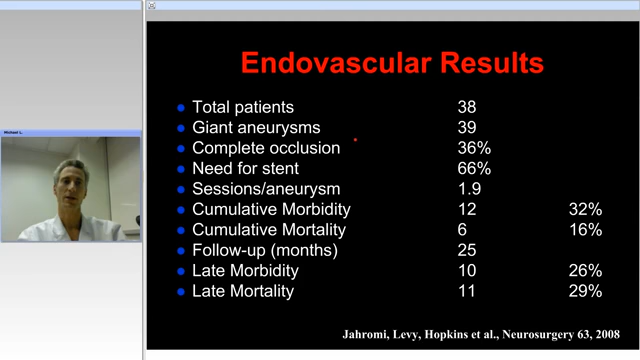 Michael L.
Endovascular Results
Total patients 38
Giant aneurysms 39
Complete occlusion 36%
Need for stent 66%
Sessions/aneurysm 1.9
Cumulative Morbidity 12 32%
Cumulative Mortality 6 16%
Follow-up (months) 25
Late Morbidity 10 26%
Late Mortality 11 29%
Jahromi, Levy, Hopkins et al., Neurosurgery 63, 2008